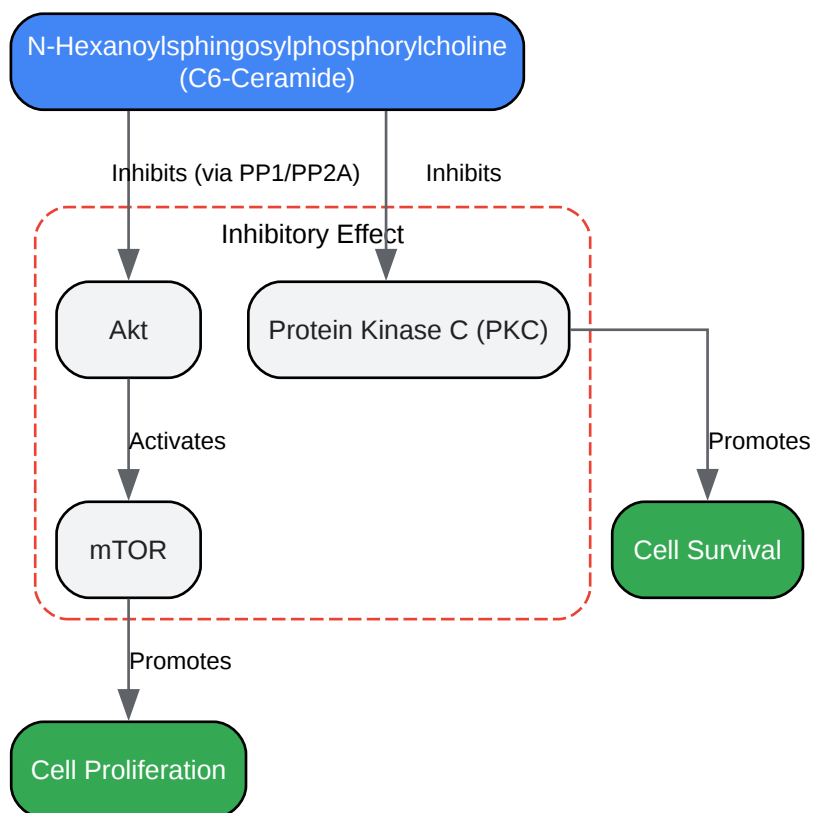 N-Hexanoylsphingosylphosphorylcholine
(C6-Ceramide)
Inhibits (via PP1/PP2A)
Inhibits
Inhibitory Effect
Akt
Protein Kinase C (PKC)
Activates
Promotes
mTOR
Cell Survival
Promotes
Cell Proliferation